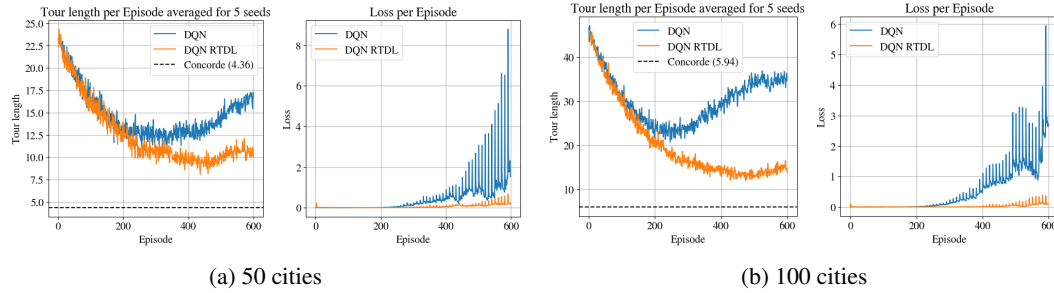 Tour length per Episode averaged for 5 seeds
25.0
22.5
20.0
17.5
15.0
12.5
10.0
7.5
5.0
Tour length
DQN
DQN RTDL
Concorde (4.36)
0
200
400
600
Episode
Loss per Episode
8
6
4
2
0
Loss
DQN
DQN RTDL
0
200
400
600
Episode
(a) 50 cities
Tour length per Episode averaged for 5 seeds
40
30
20
10
Tour length
DQN
DQN RTDL
Concorde (5.94)
0
200
400
600
Episode
Loss per Episode
6
5
4
3
2
1
0
Loss
DQN
DQN RTDL
0
200
400
600
Episode
(b) 100 cities